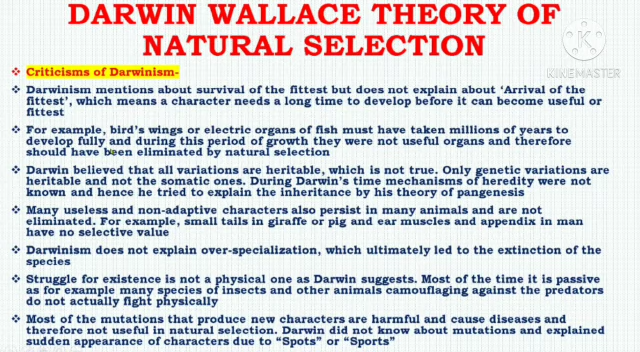 DARWIN WALLACE THEORY OF
NATURAL SELECTION
KINEMASTER
❖ Criticisms of Darwinism-
❖ Darwinism mentions about survival of the fittest but does not explain about ‘Arrival of the
fittest’, which means a character needs a long time to develop before it can become useful or
fittest
❖ For example, bird’s wings or electric organs of fish must have taken millions of years to
develop fully and during this period of growth they were not useful organs and therefore
should have been eliminated by natural selection
❖ Darwin believed that all variations are heritable, which is not true. Only genetic variations are
heritable and not the somatic ones. During Darwin’s time mechanisms of heredity were not
known and hence he tried to explain the inheritance by his theory of pangenesis
❖ Many useless and non-adaptive characters also persist in many animals and are not
eliminated. For example, small tails in giraffe or pig and ear muscles and appendix in man
have no selective value
❖ Darwinism does not explain over-specialization, which ultimately led to the extinction of the
species
❖ Struggle for existence is not a physical one as Darwin suggests. Most of the time it is passive
as for example many species of insects and other animals camouflaging against the predators
do not actually fight physically
❖ Most of the mutations that produce new characters are harmful and cause diseases and
therefore not useful in natural selection. Darwin did not know about mutations and explained
sudden appearance of characters due to “Spots” or “Sports”